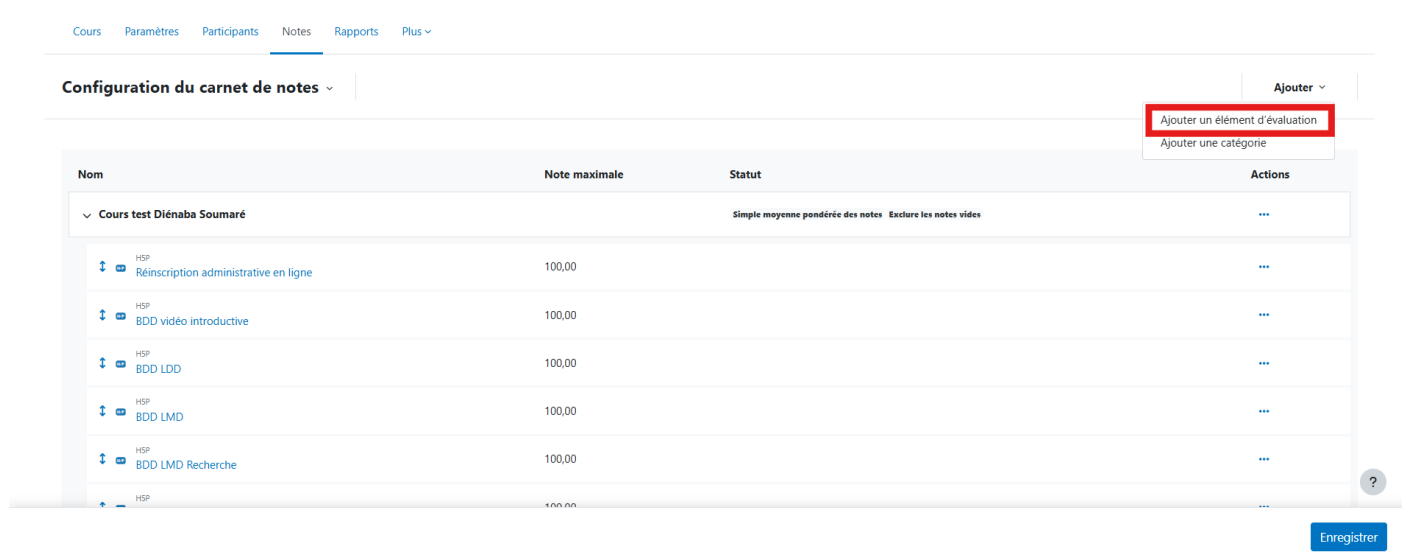 Cours Paramètres Participants Notes Rapports Plus
Configuration du carnet de notes
Ajouter
Ajouter un élément d'évaluation
Ajouter une catégorie
Nom Note maximale Statut Actions
Cours test Diénaba Soumaré Simple moyenne pondérée des notes Exclure les notes vides ...
H5P
Réinscription administrative en ligne 100,00 ...
H5P
BDD vidéo introductive 100,00 ...
H5P
BDD LDD 100,00 ...
H5P
BDD LMD 100,00 ...
H5P
BDD LMD Recherche 100,00 ...
?
H5P
100,00 ...
Enregistrer